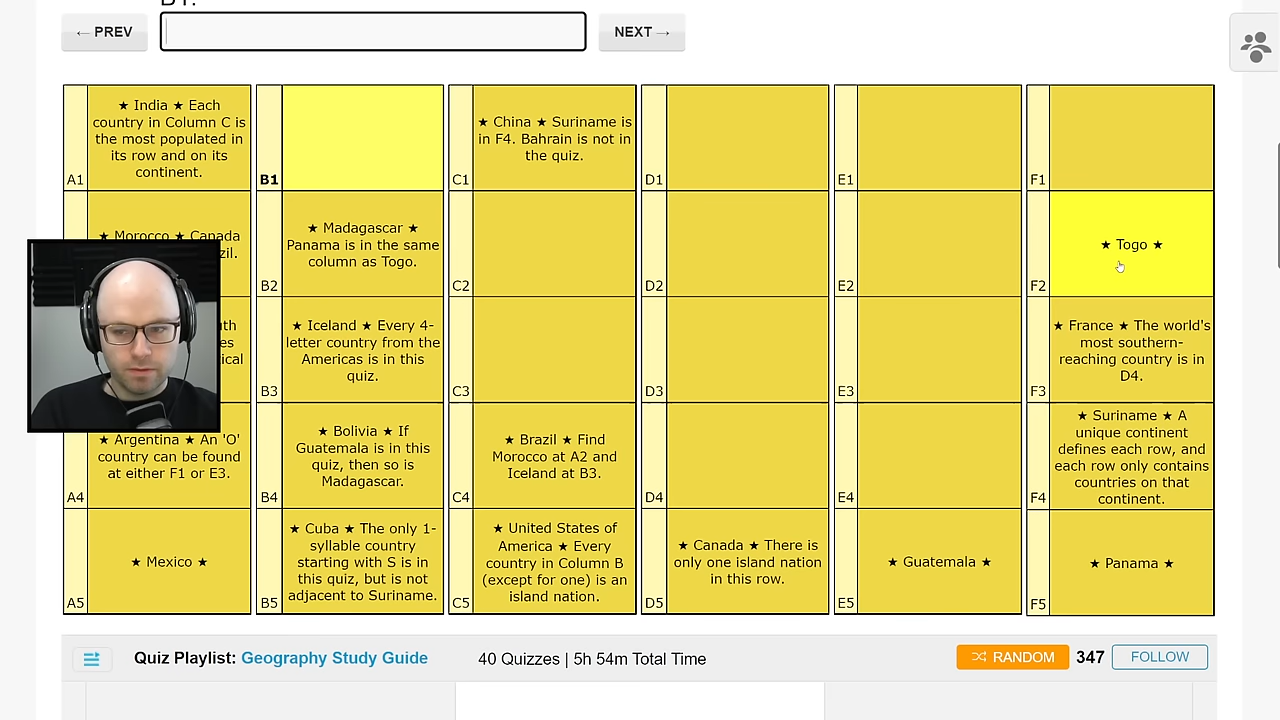 B1:
← PREV
NEXT →
★ India ★ Each
country in Column C is
the most populated in
its row and on its
continent.
A1
B1
★ China ★ Suriname is
in F4. Bahrain is not in
the quiz.
C1
D1
E1
F1
★ Morocco ★ Canada
zil.
★ Madagascar ★
Panama is in the same
column as Togo.
B2
C2
D2
E2
★ Togo ★
F2
uth
es
ical
★ Iceland ★ Every 4-
letter country from the
Americas is in this
quiz.
B3
C3
D3
E3
★ France ★ The world's
most southern-
reaching country is in
D4.
F3
★ Argentina ★ An 'O'
country can be found
at either F1 or E3.
A4
★ Bolivia ★ If
Guatemala is in this
quiz, then so is
Madagascar.
B4
★ Brazil ★ Find
Morocco at A2 and
Iceland at B3.
C4
D4
E4
★ Suriname ★ A
unique continent
defines each row, and
each row only contains
countries on that
continent.
F4
★ Mexico ★
A5
★ Cuba ★ The only 1-
syllable country
starting with S is in
this quiz, but is not
adjacent to Suriname.
B5
★ United States of
America ★ Every
country in Column B
(except for one) is an
island nation.
C5
★ Canada ★ There is
only one island nation
in this row.
D5
★ Guatemala ★
E5
★ Panama ★
F5
Quiz Playlist: Geography Study Guide
40 Quizzes | 5h 54m Total Time
RANDOM
347
FOLLOW